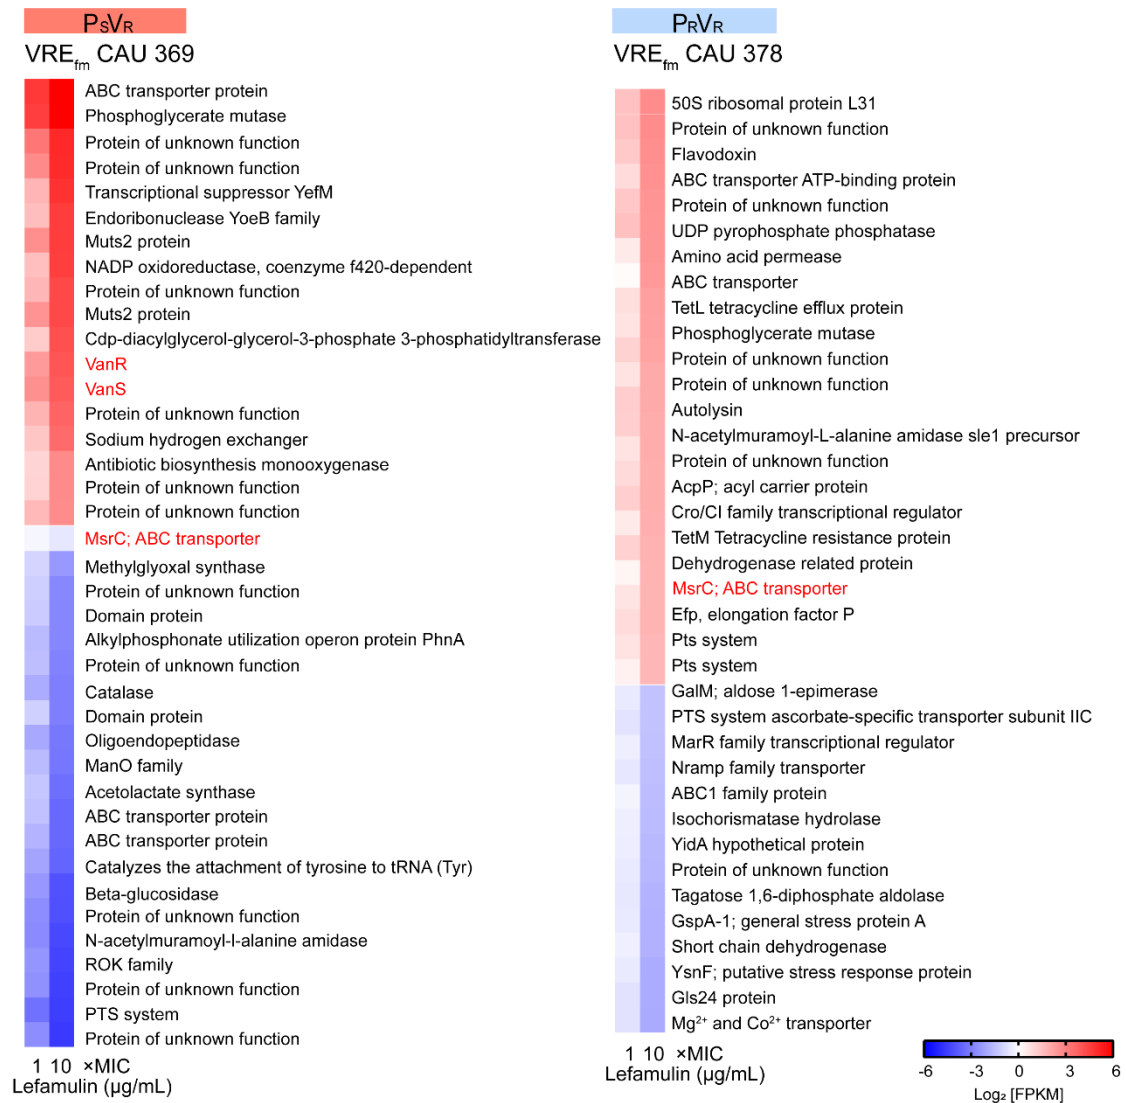 PSVR
VREfm CAU 369
ABC transporter protein
Phosphoglycerate mutase
Protein of unknown function
Protein of unknown function
Transcriptional suppressor YefM
Endoribonuclease YoeB family
Muts2 protein
NADP oxidoreductase, coenzyme f420-dependent
Protein of unknown function
Muts2 protein
Cdp-diacylglycerol-glycerol-3-phosphate 3-phosphatidyltransferase
VanR
VanS
Protein of unknown function
Sodium hydrogen exchanger
Antibiotic biosynthesis monooxygenase
Protein of unknown function
Protein of unknown function
MsrC; ABC transporter
Methylglyoxal synthase
Protein of unknown function
Domain protein
Alkylphosphonate utilization operon protein PhnA
Protein of unknown function
Catalase
Domain protein
Oligoendopeptidase
ManO family
Acetolactate synthase
ABC transporter protein
ABC transporter protein
Catalyzes the attachment of tyrosine to tRNA (Tyr)
Beta-glucosidase
Protein of unknown function
N-acetylmuramoyl-l-alanine amidase
ROK family
Protein of unknown function
PTS system
Protein of unknown function
1 10 ×MIC
Lefamulin (µg/mL)
PRVR
VREfm CAU 378
50S ribosomal protein L31
Protein of unknown function
Flavodoxin
ABC transporter ATP-binding protein
Protein of unknown function
UDP pyrophosphate phosphatase
Amino acid permease
ABC transporter
TetL tetracycline efflux protein
Phosphoglycerate mutase
Protein of unknown function
Protein of unknown function
Autolysin
N-acetylmuramoyl-L-alanine amidase sle1 precursor
Protein of unknown function
AcpP; acyl carrier protein
Cro/CI family transcriptional regulator
TetM Tetracycline resistance protein
Dehydrogenase related protein
MsrC; ABC transporter
Efp, elongation factor P
Pts system
Pts system
GalM; aldose 1-epimerase
PTS system ascorbate-specific transporter subunit IIC
MarR family transcriptional regulator
Nramp family transporter
ABC1 family protein
Isochorismatase hydrolase
YidA hypothetical protein
Protein of unknown function
Tagatose 1,6-diphosphate aldolase
GspA-1; general stress protein A
Short chain dehydrogenase
YsnF; putative stress response protein
Gls24 protein
Mg²⁺ and Co²⁺ transporter
1 10 ×MIC
Lefamulin (µg/mL)
-6 -3 0 3 6
Log₂ [FPKM]